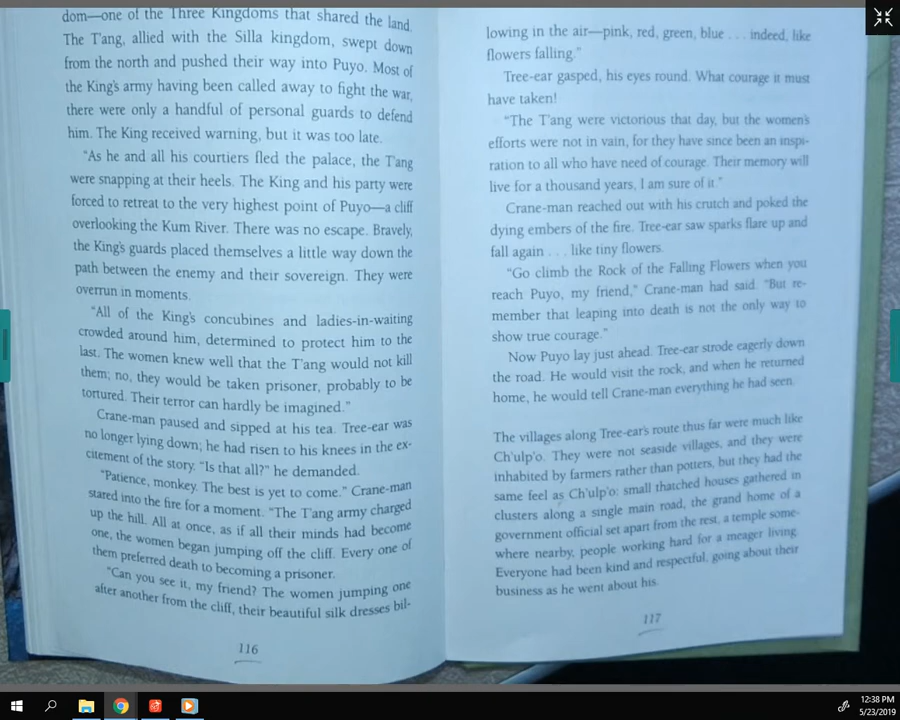 dom—one of the Three Kingdoms that shared the land.
The T'ang, allied with the Silla kingdom, swept down
from the north and pushed their way into Puyo. Most of
the King's army having been called away to fight the war,
there were only a handful of personal guards to defend
him. The King received warning, but it was too late.
"As he and all his courtiers fled the palace, the T'ang
were snapping at their heels. The King and his party were
forced to retreat to the very highest point of Puyo—a cliff
overlooking the Kum River. There was no escape. Bravely,
the King's guards placed themselves a little way down the
path between the enemy and their sovereign. They were
overrun in moments.
"All of the King's concubines and ladies-in-waiting
crowded around him, determined to protect him to the
last. The women knew well that the T'ang would not kill
them; no, they would be taken prisoner, probably to be
tortured. Their terror can hardly be imagined."
Crane-man paused and sipped at his tea. Tree-ear was
no longer lying down; he had risen to his knees in the ex-
citement of the story. "Is that all?" he demanded.
"Patience, monkey. The best is yet to come." Crane-man
stared into the fire for a moment. "The T'ang army charged
up the hill. All at once, as if all their minds had become
one, the women began jumping off the cliff. Every one of
them preferred death to becoming a prisoner.
"Can you see it, my friend? The women jumping one
after another from the cliff, their beautiful silk dresses bil-
116
lowing in the air—pink, red, green, blue . . . indeed, like
flowers falling."
Tree-ear gasped, his eyes round. What courage it must
have taken!
"The T'ang were victorious that day, but the women's
efforts were not in vain, for they have since been an inspi-
ration to all who have need of courage. Their memory will
live for a thousand years, I am sure of it."
Crane-man reached out with his crutch and poked the
dying embers of the fire. Tree-ear saw sparks flare up and
fall again . . . like tiny flowers.
"Go climb the Rock of the Falling Flowers when you
reach Puyo, my friend," Crane-man had said. "But re-
member that leaping into death is not the only way to
show true courage."
Now Puyo lay just ahead. Tree-ear strode eagerly down
the road. He would visit the rock, and when he returned
home, he would tell Crane-man everything he had seen.
The villages along Tree-ear's route thus far were much like
Ch'ulp'o. They were not seaside villages, and they were
inhabited by farmers rather than potters, but they had the
same feel as Ch'ulp'o: small thatched houses gathered in
clusters along a single main road, the grand home of a
government official set apart from the rest, a temple some-
where nearby, people working hard for a meager living.
Everyone had been kind and respectful, going about their
business as he went about his.
117
12:38 PM
5/23/2019